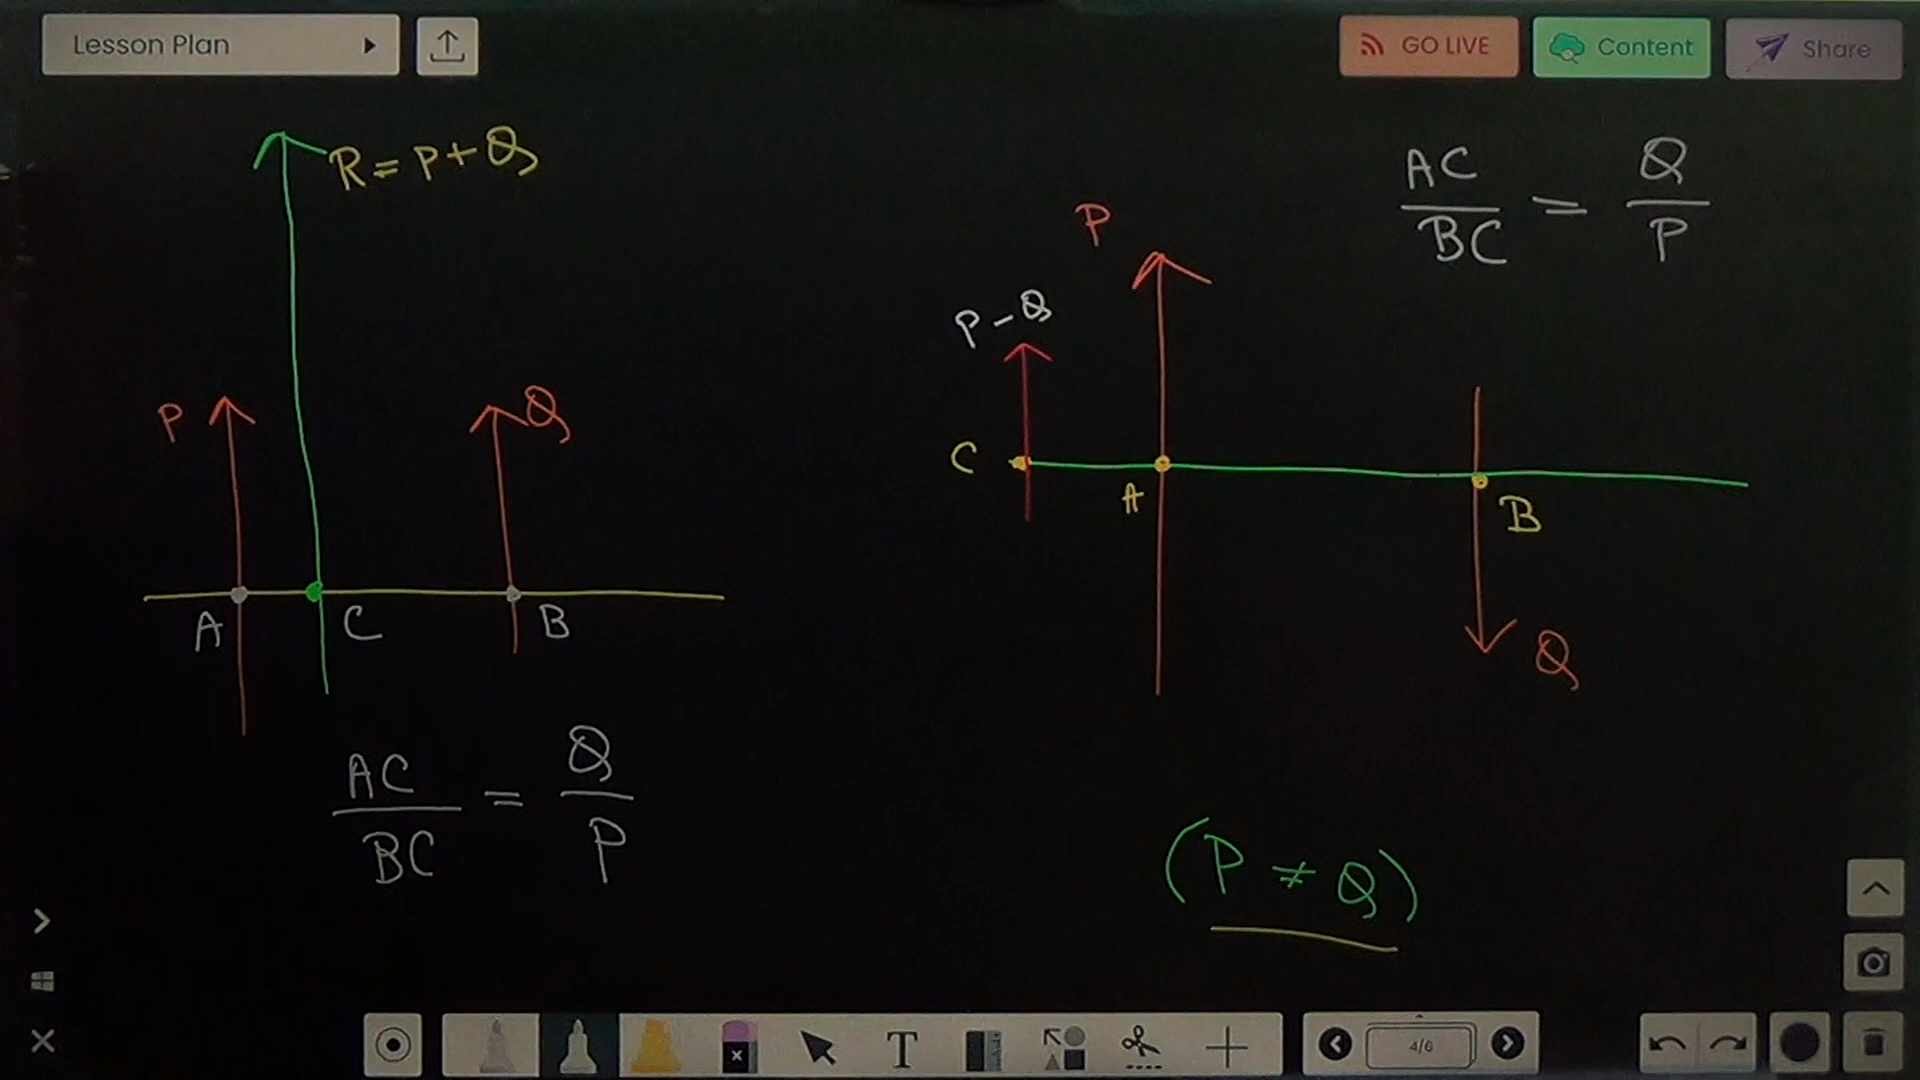 Lesson Plan
GO LIVE
Content
Share
R = P + Q
P
Q
A
C
B
AC
BC
=
Q
P
AC
BC
=
Q
P
P
P - Q
C
A
B
Q
(P ≠ Q)
T
4/6